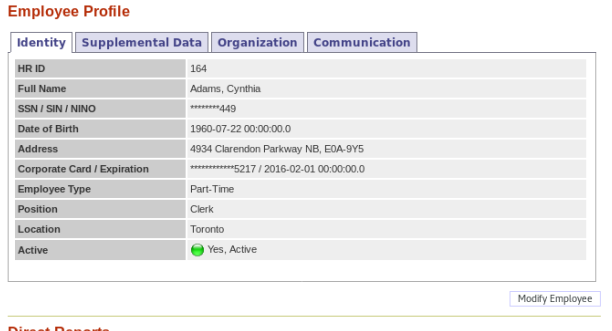 Employee Profile
Identity Supplemental Data Organization Communication
HR ID 164
Full Name Adams, Cynthia
SSN / SIN / NINO ********449
Date of Birth 1960-07-22 00:00:00.0
Address 4934 Clarendon Parkway NB, E0A-9Y5
Corporate Card / Expiration ************5217 / 2016-02-01 00:00:00.0
Employee Type Part-Time
Position Clerk
Location Toronto
Active Yes, Active
Modify Employee
Direct Reports